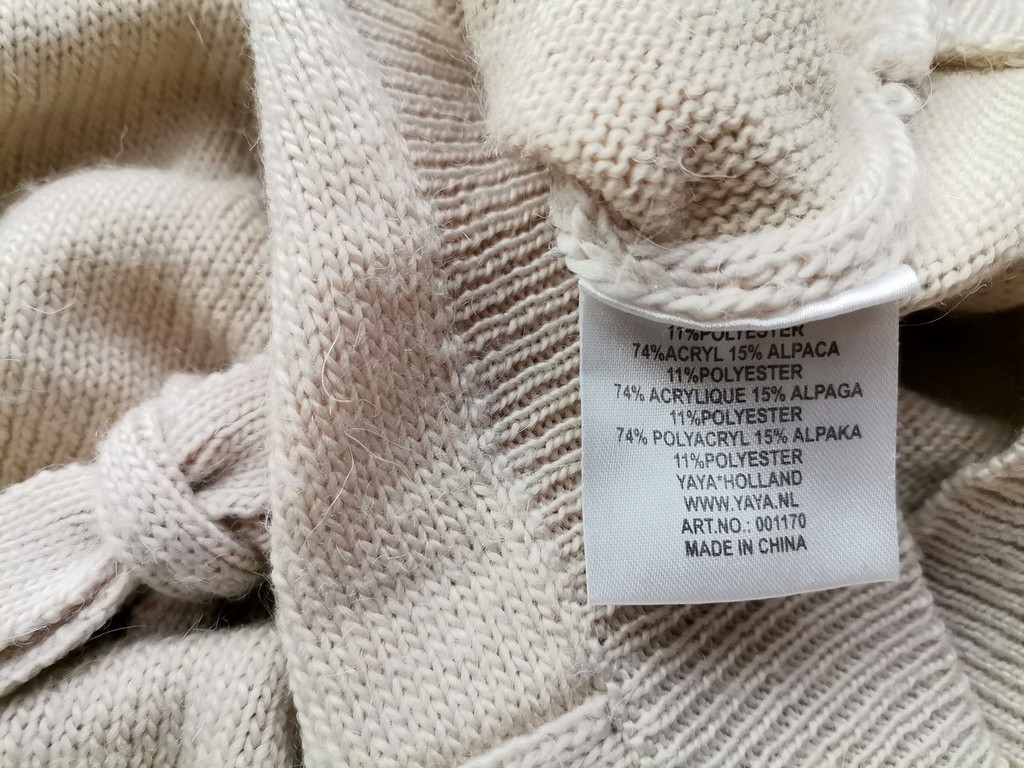 11%POLYESTER
74%ACRYL 15% ALPACA
11%POLYESTER
74% ACRYLIQUE 15% ALPAGA
11%POLYESTER
74% POLYACRYL 15% ALPAKA
11%POLYESTER
YAYA*HOLLAND
WWW.YAYA.NL
ART.NO.: 001170
MADE IN CHINA